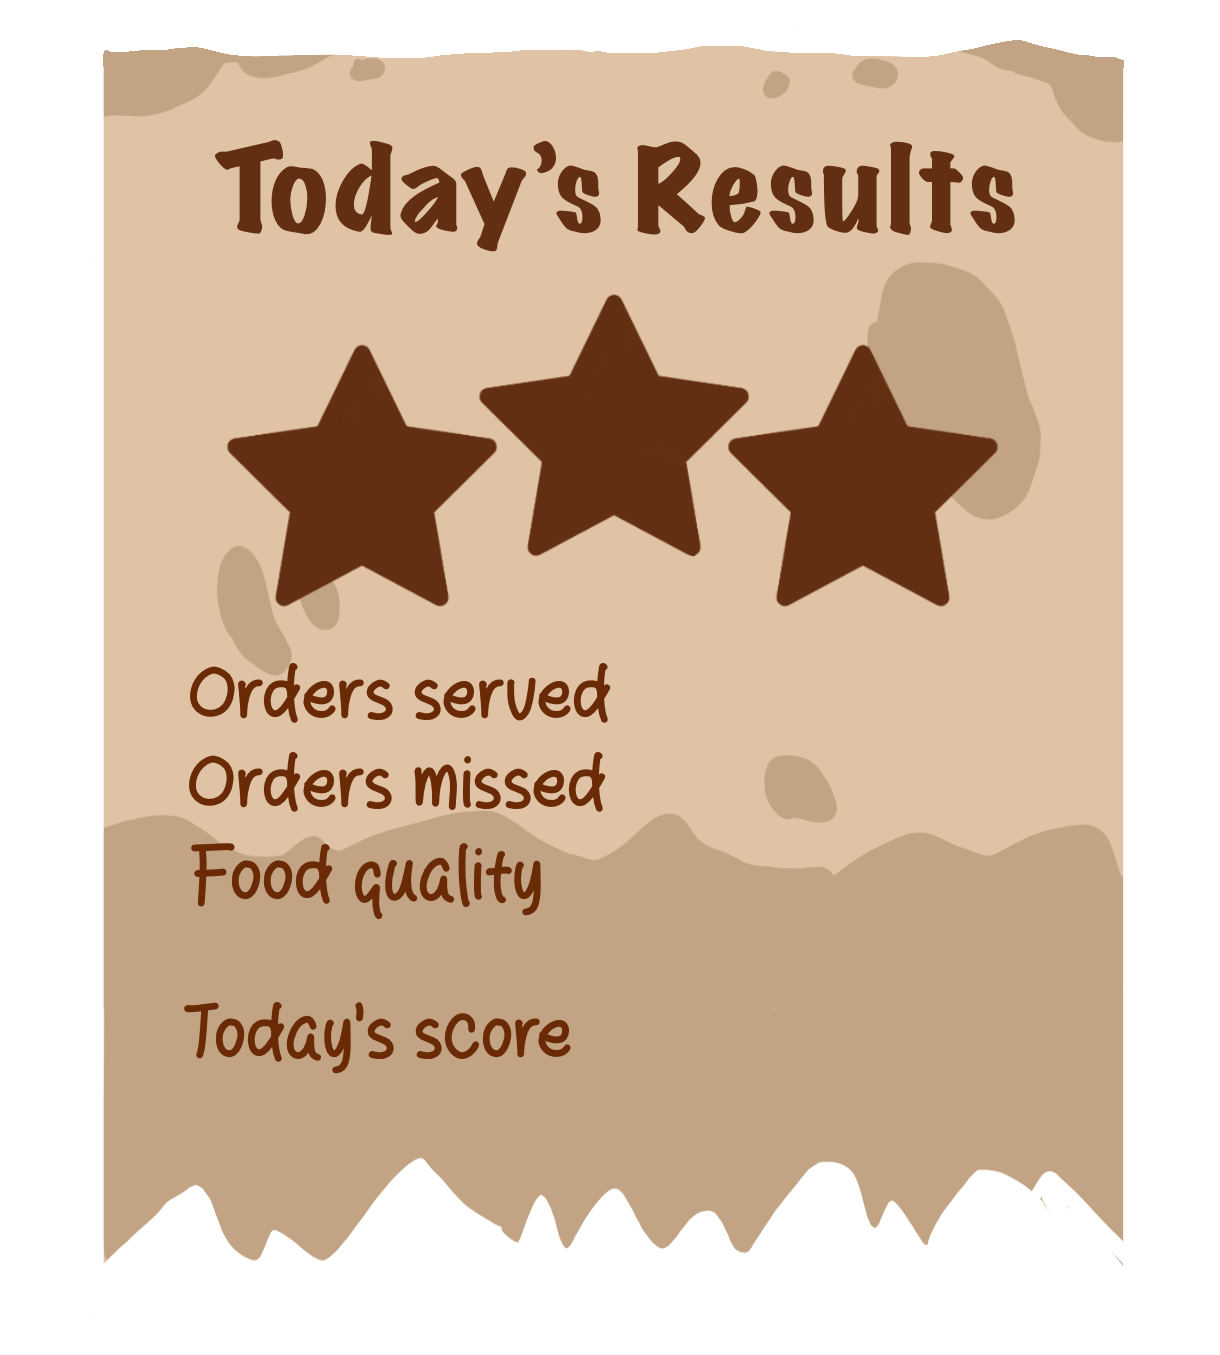 Today’s Results
Orders served
Orders missed
Food quality
Today's score